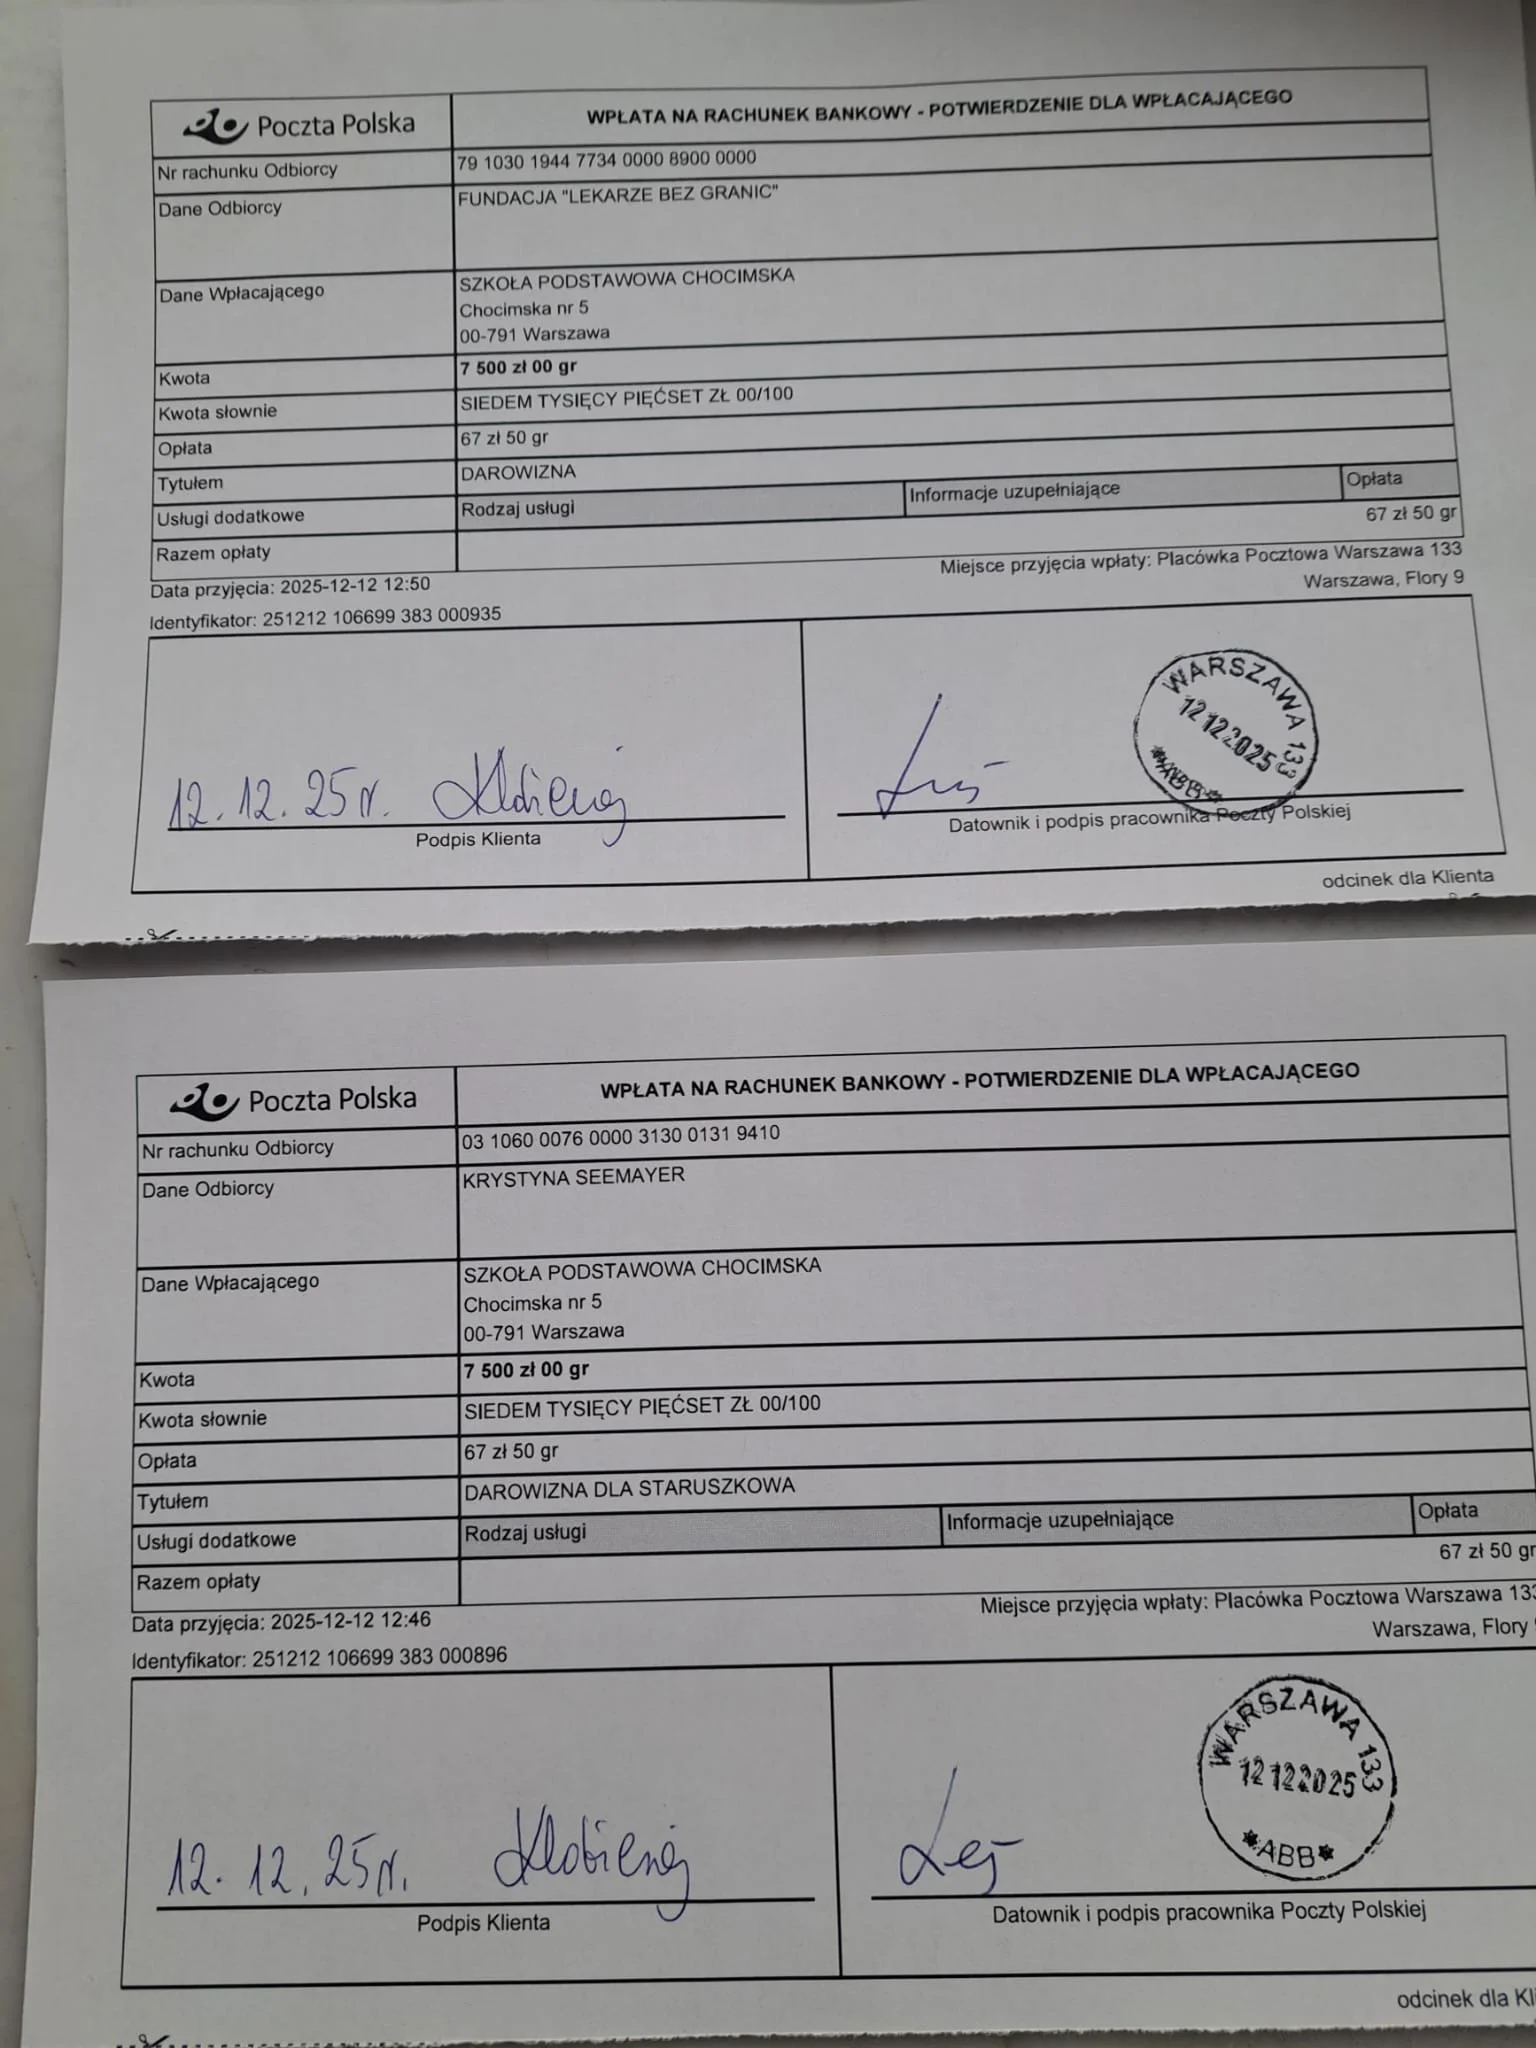 Poczta Polska
WPŁATA NA RACHUNEK BANKOWY - POTWIERDZENIE DLA WPŁACAJĄCEGO
Nr rachunku Odbiorcy 79 1030 1944 7734 0000 8900 0000
Dane Odbiorcy FUNDACJA "LEKARZE BEZ GRANIC"
Dane Wpłacającego SZKOŁA PODSTAWOWA CHOCIMSKA
Chocimska nr 5
00-791 Warszawa
Kwota 7 500 zł 00 gr
Kwota słownie SIEDEM TYSIĘCY PIĘĆSET ZŁ 00/100
Opłata 67 zł 50 gr
Tytułem DAROWIZNA
Usługi dodatkowe Rodzaj usługi Informacje uzupełniające Opłata
Razem opłaty 67 zł 50 gr
Data przyjęcia: 2025-12-12 12:50 Miejsce przyjęcia wpłaty: Placówka Pocztowa Warszawa 133
Warszawa, Flory 9
Identyfikator: 251212 106699 383 000935
WARSZAWA 133
12 12 2025
12.12.25r.
Podpis Klienta
Datownik i podpis pracownika Poczty Polskiej
odcinek dla Klienta
Poczta Polska
WPŁATA NA RACHUNEK BANKOWY - POTWIERDZENIE DLA WPŁACAJĄCEGO
Nr rachunku Odbiorcy 03 1060 0076 0000 3130 0131 9410
Dane Odbiorcy KRYSTYNA SEEMAYER
Dane Wpłacającego SZKOŁA PODSTAWOWA CHOCIMSKA
Chocimska nr 5
00-791 Warszawa
Kwota 7 500 zł 00 gr
Kwota słownie SIEDEM TYSIĘCY PIĘĆSET ZŁ 00/100
Opłata 67 zł 50 gr
Tytułem DAROWIZNA DLA STARUSZKOWA
Usługi dodatkowe Rodzaj usługi Informacje uzupełniające Opłata
Razem opłaty 67 zł 50 gr
Data przyjęcia: 2025-12-12 12:46 Miejsce przyjęcia wpłaty: Placówka Pocztowa Warszawa 133
Warszawa, Flory
Identyfikator: 251212 106699 383 000896
WARSZAWA 133
12 12 2025
*ABB*
12.12.25r.
Podpis Klienta
Datownik i podpis pracownika Poczty Polskiej
odcinek dla Kli